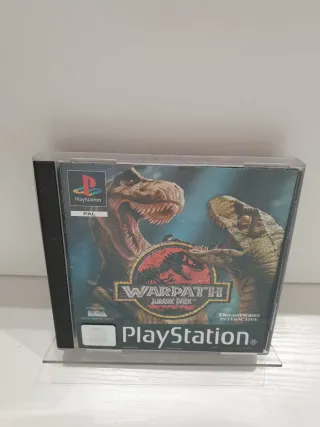 PlayStation
PAL
WARPATH
JURASSIC PARK
DREAMWORKS
INTERACTIVE
PlayStation